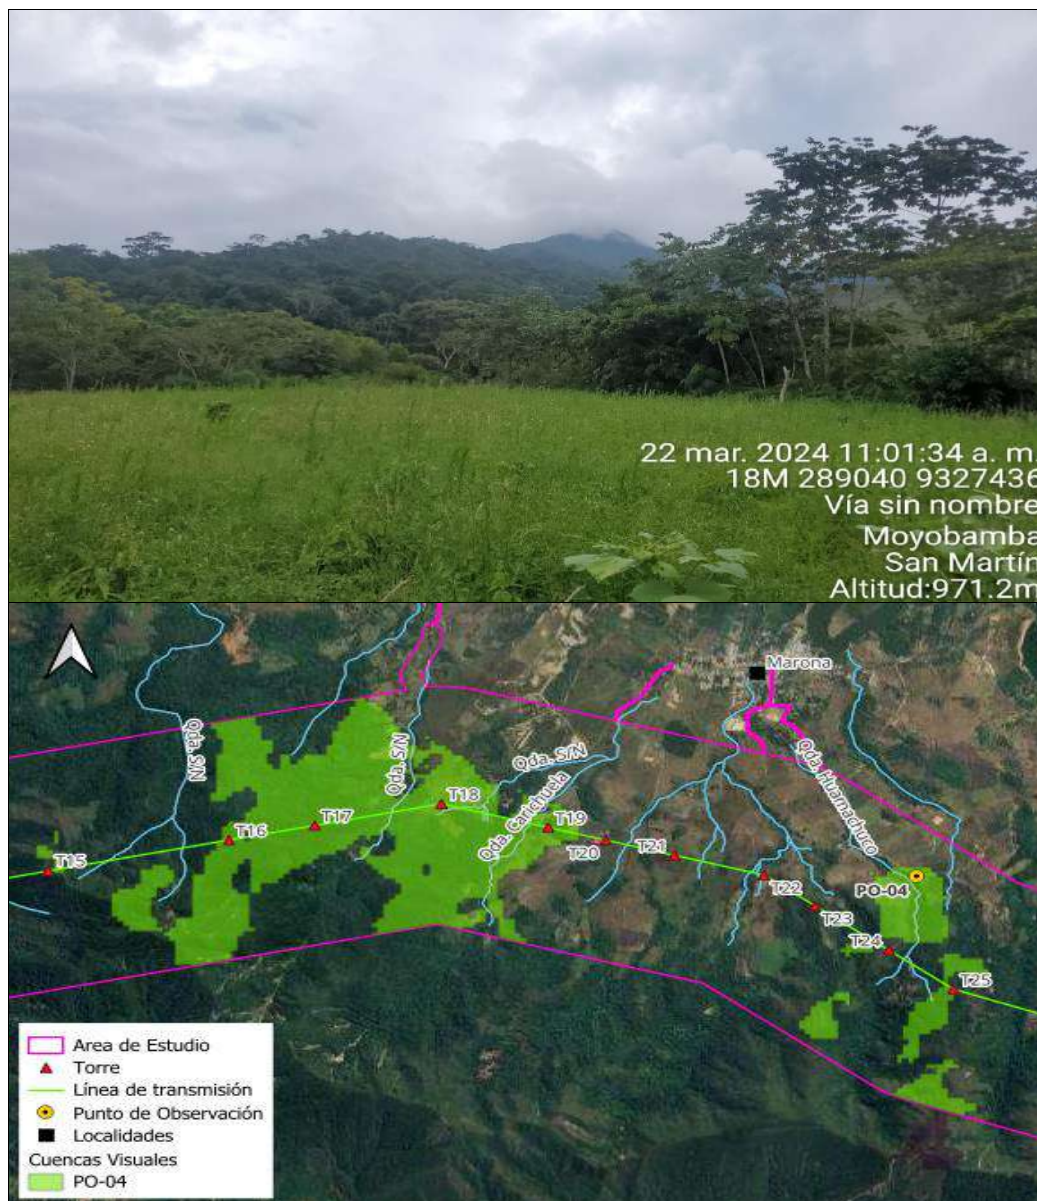 22 mar. 2024 11:01:34 a. m.
18M 289040 9327436
Vía sin nombre
Moyobamba
San Martín
Altitud:971.2m
Marona
Qda. S/N
Qda. S/N
Qda. S/N
Qda. Carichuela
Qda. Huamachuco
T15
T16
T17
T18
T19
T20
T21
T22
T23
T24
T25
PO-04
Area de Estudio
Torre
Línea de transmisión
Punto de Observación
Localidades
Cuencas Visuales
PO-04